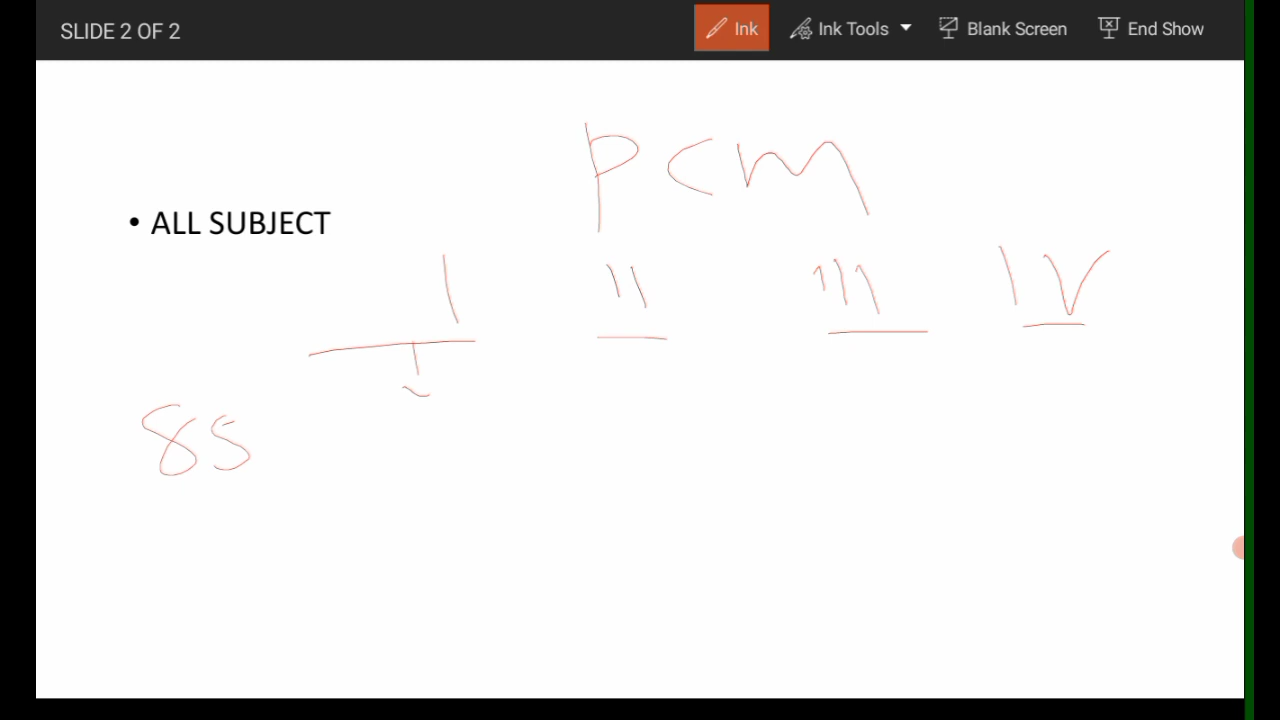 SLIDE 2 OF 2 Ink Ink Tools Blank Screen End Show
PCM
• ALL SUBJECT
I II III IV
85